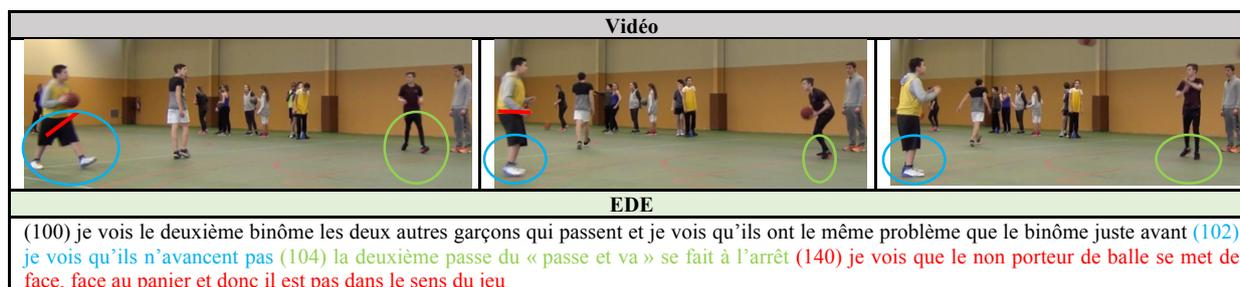 Vidéo
EDE
(100) je vois le deuxième binôme les deux autres garçons qui passent et je vois qu'ils ont le même problème que le binôme juste avant (102)
je vois qu'ils n'avancent pas (104) la deuxième passe du « passe et va » se fait à l'arrêt (140) je vois que le non porteur de balle se met de
face, face au panier et donc il est pas dans le sens du jeu